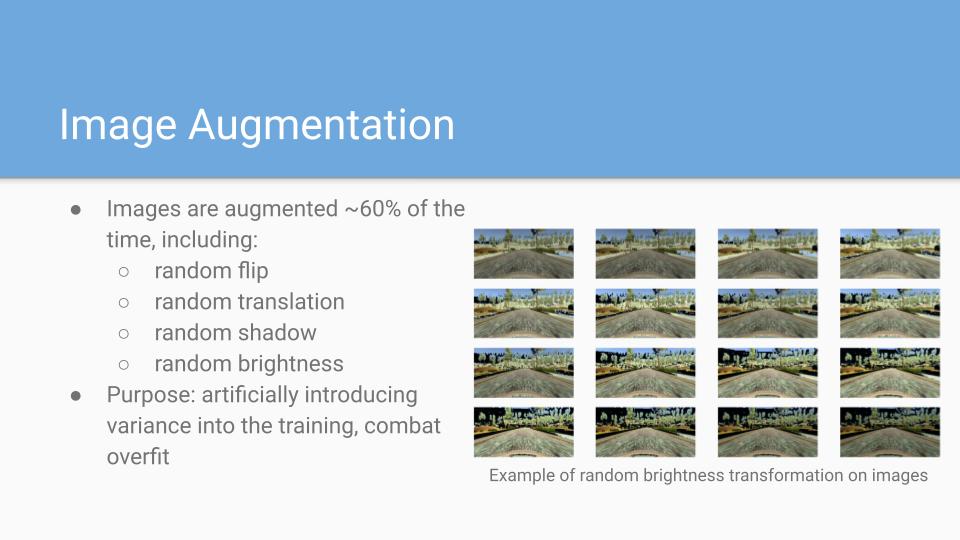 Image Augmentation
● Images are augmented ~60% of the
time, including:
○ random flip
○ random translation
○ random shadow
○ random brightness
● Purpose: artificially introducing
variance into the training, combat
overfit
Example of random brightness transformation on images